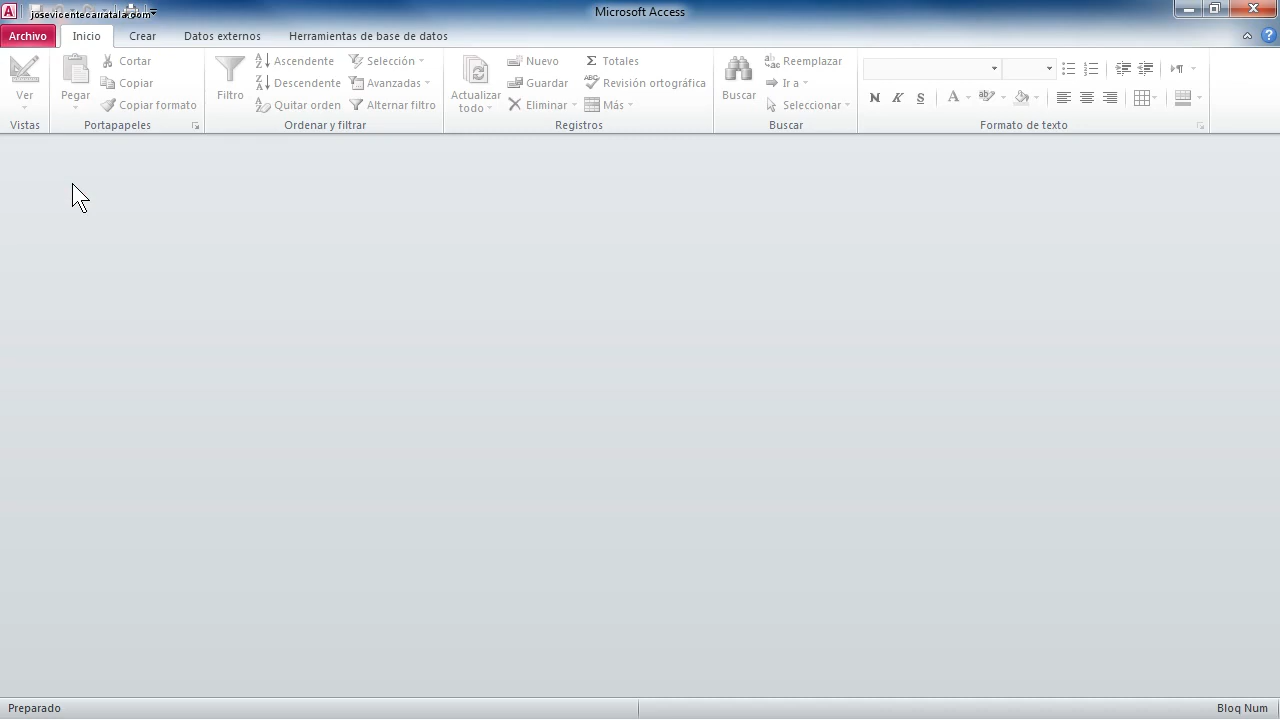 josevicentecarratala.com
Microsoft Access
Archivo Inicio Crear Datos externos Herramientas de base de datos
Ver
Vistas
Pegar
Cortar
Copiar
Copiar formato
Portapapeles
Filtro
Ascendente
Descendente
Quitar orden
Selección
Avanzadas
Alternar filtro
Ordenar y filtrar
Actualizar
todo
Nuevo
Guardar
Eliminar
Totales
Revisión ortográfica
Más
Registros
Buscar
Reemplazar
Ir a
Seleccionar
Buscar
N K S A
Formato de texto
Preparado
Bloq Num